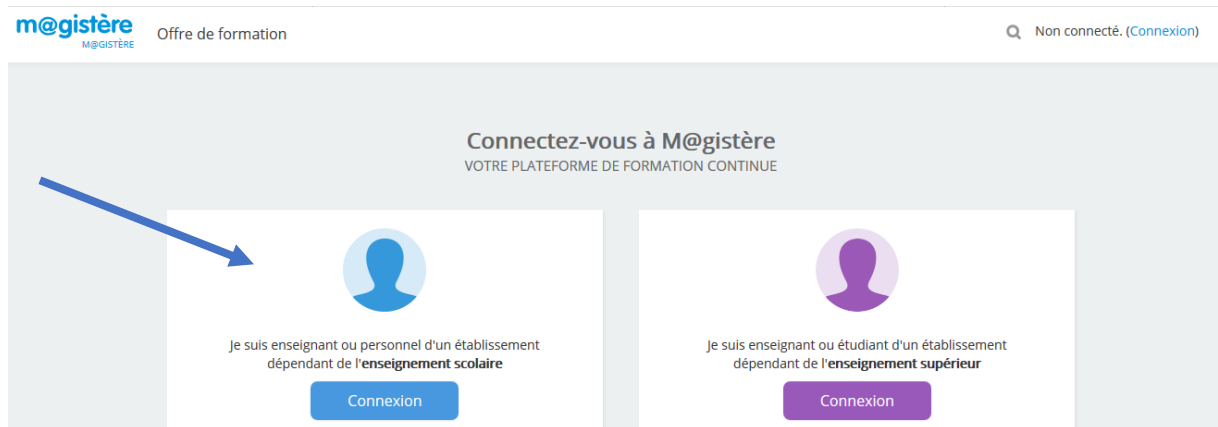 m@gistère
M@GISTÈRE
Offre de formation
Non connecté. (Connexion)
Connectez-vous à M@gistère
VOTRE PLATEFORME DE FORMATION CONTINUE
Je suis enseignant ou personnel d'un établissement
dépendant de l'enseignement scolaire
Connexion
Je suis enseignant ou étudiant d'un établissement
dépendant de l'enseignement supérieur
Connexion